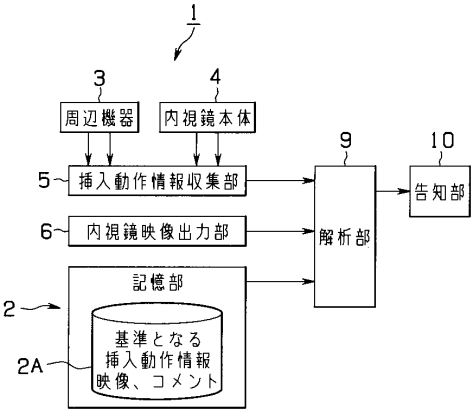 1
3
4
周辺機器
内視鏡本体
9
10
5
挿入動作情報収集部
告知部
6
内視鏡映像出力部
解析部
記憶部
2
2A
基準となる
挿入動作情報
映像、コメント